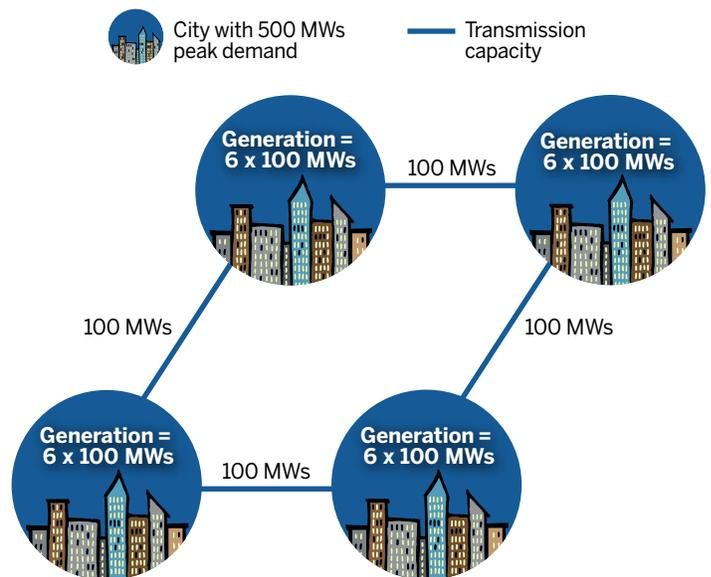 City with 500 MWs
peak demand
Transmission
capacity
Generation =
6 x 100 MWs
100 MWs
Generation =
6 x 100 MWs
100 MWs
100 MWs
Generation =
6 x 100 MWs
100 MWs
Generation =
6 x 100 MWs